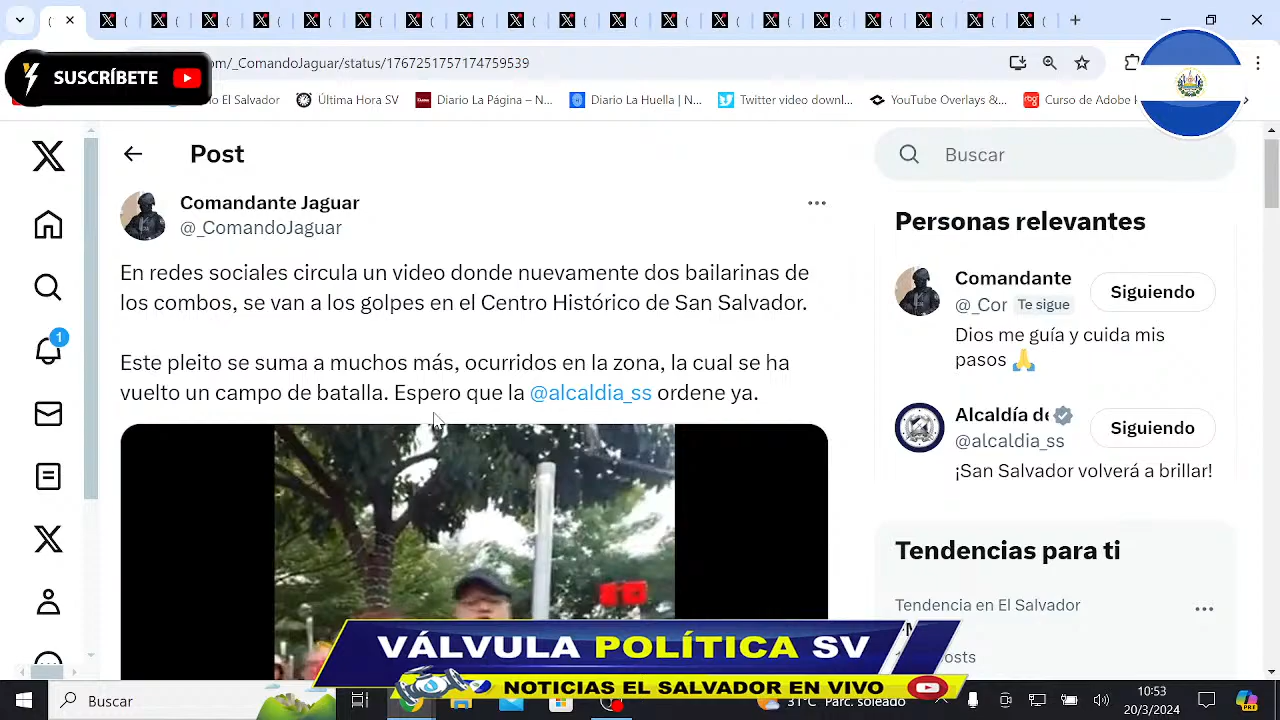 com/_ComandoJaguar/status/1767251757174759539
SUSCRÍBETE
o El Salvador
Última Hora SV
Diario La Página – N...
Diario La Huella | N...
Twitter video downl...
YouTube Overlays &...
Curso de Adobe
Post
Buscar
Comandante Jaguar
@_ComandoJaguar
En redes sociales circula un video donde nuevamente dos bailarinas de
los combos, se van a los golpes en el Centro Histórico de San Salvador.
Este pleito se suma a muchos más, ocurridos en la zona, la cual se ha
vuelto un campo de batalla. Espero que la @alcaldia_ss ordene ya.
Personas relevantes
Comandante
@_Cor Te sigue
Siguiendo
Dios me guía y cuida mis
pasos 🙏
Alcaldía de
@alcaldia_ss
Siguiendo
¡San Salvador volverá a brillar!
Tendencias para ti
Tendencia en El Salvador
osts
1
VÁLVULA POLÍTICA SV
NOTICIAS EL SALVADOR EN VIVO
Buscar
31°C Parc. soleado
10:53
20/3/2024
PRE